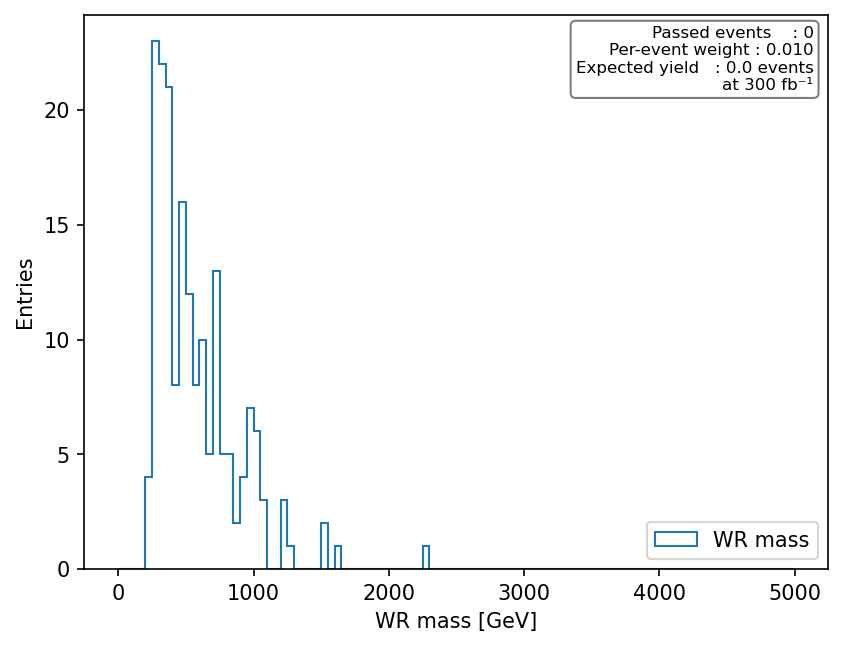 Passed events    : 0
Per-event weight : 0.010
Expected yield   : 0.0 events
at 300 fb⁻¹
20
15
10
5
0
Entries
WR mass
0 1000 2000 3000 4000 5000
WR mass [GeV]